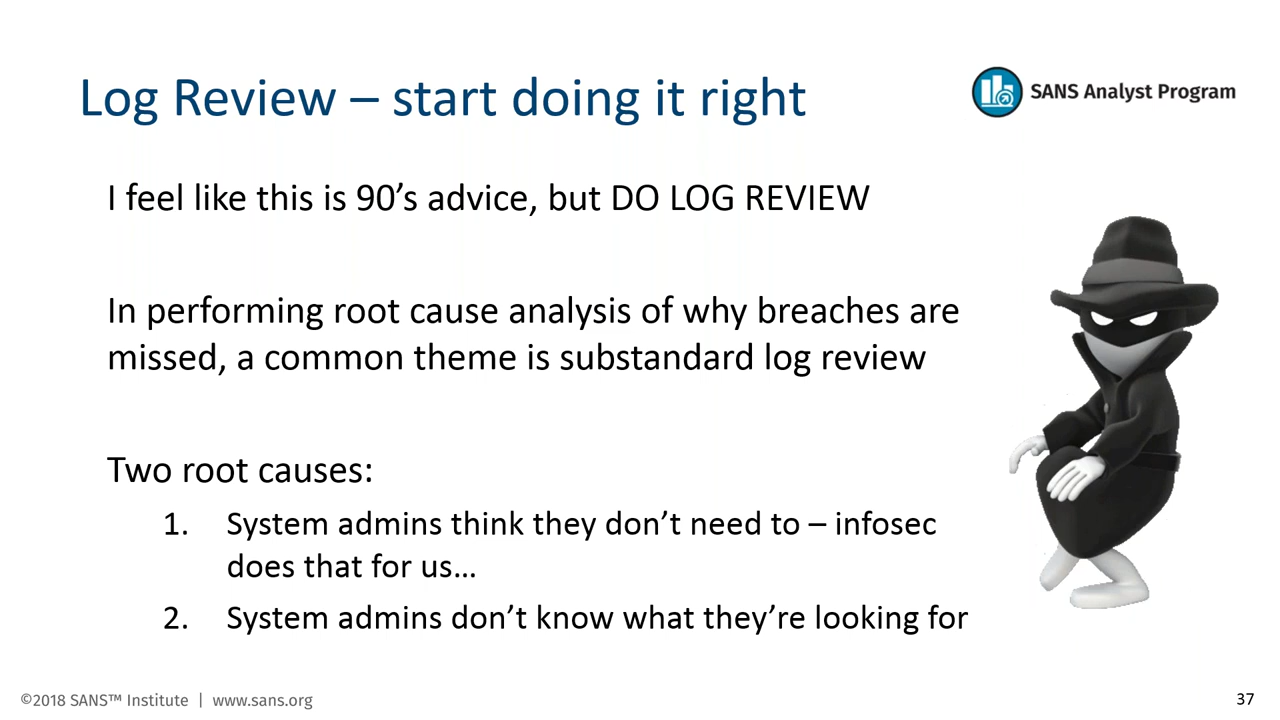 Log Review – start doing it right
SANS Analyst Program
I feel like this is 90’s advice, but DO LOG REVIEW
In performing root cause analysis of why breaches are
missed, a common theme is substandard log review
Two root causes:
1. System admins think they don’t need to – infosec
does that for us…
2. System admins don’t know what they’re looking for
©2018 SANS™ Institute | www.sans.org
37